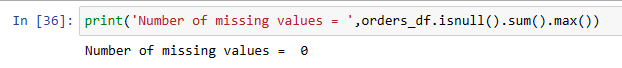 In [36]: print('Number of missing values = ',orders_df.isnull().sum().max())
Number of missing values =  0